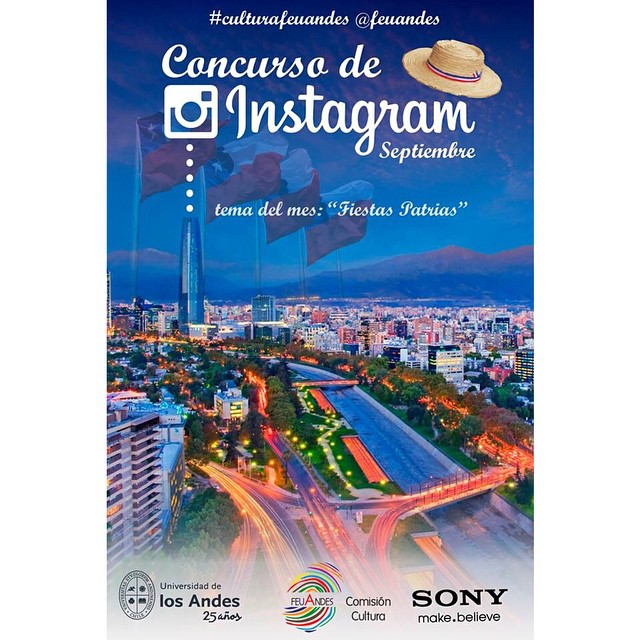 #culturafeuandes @feuandes
Concurso de
Instagram
Septiembre
tema del mes: “Fiestas Patrias”
Universidad de
los Andes
25 años
FEUANDES
Comisión
Cultura
SONY
make.believe